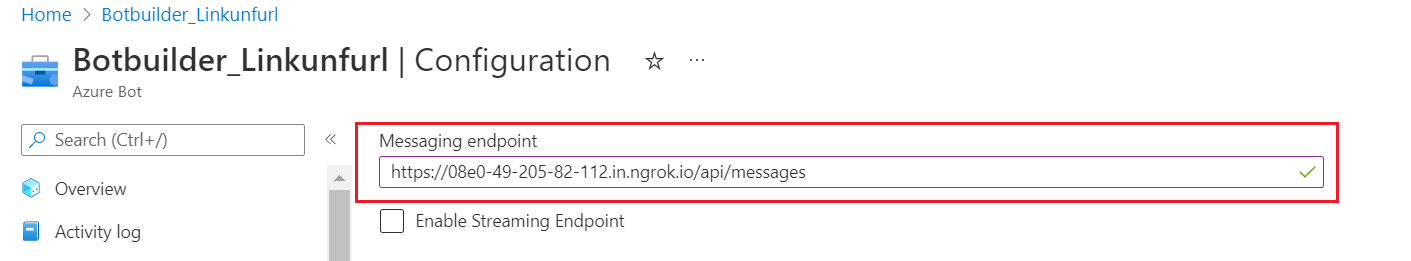 Home > Botbuilder_Linkunfurl
Botbuilder_Linkunfurl | Configuration
Azure Bot
Search (Ctrl+/)
Overview
Activity log
Messaging endpoint
https://08e0-49-205-82-112.in.ngrok.io/api/messages
Enable Streaming Endpoint